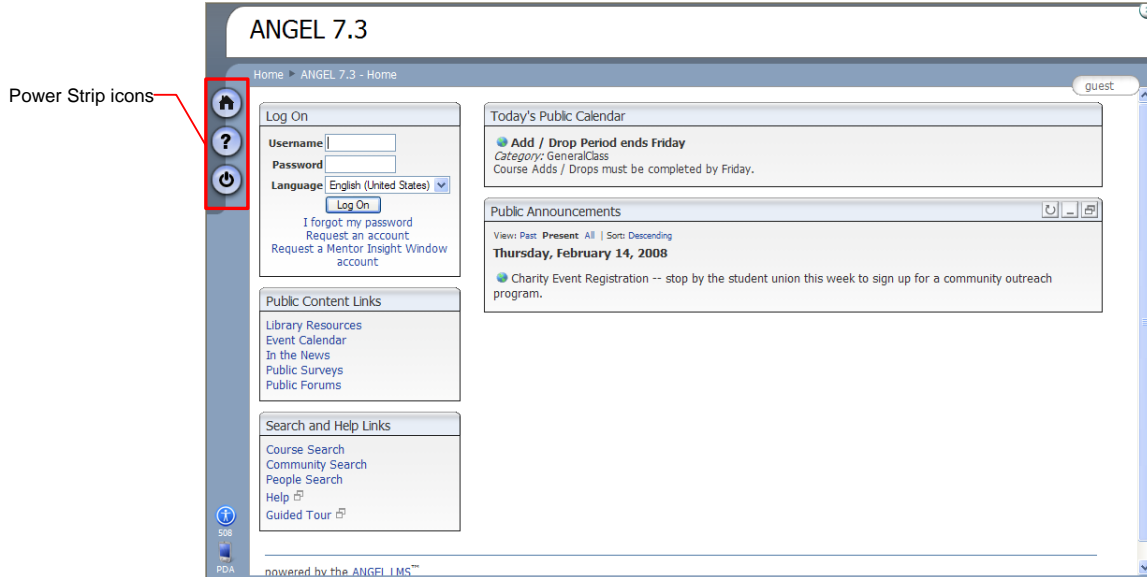 ANGEL 7.3
Home ▶ ANGEL 7.3 - Home
guest
Power Strip icons
?
Log On
Username
Password
Language English (United States)
Log On
I forgot my password
Request an account
Request a Mentor Insight Window
account
Public Content Links
Library Resources
Event Calendar
In the News
Public Surveys
Public Forums
Search and Help Links
Course Search
Community Search
People Search
Help
Guided Tour
Today's Public Calendar
Add / Drop Period ends Friday
Category: GeneralClass
Course Adds / Drops must be completed by Friday.
Public Announcements
View: Past Present All | Sort: Descending
Thursday, February 14, 2008
Charity Event Registration -- stop by the student union this week to sign up for a community outreach
program.
508
PDA
powered by the ANGEL LMS™